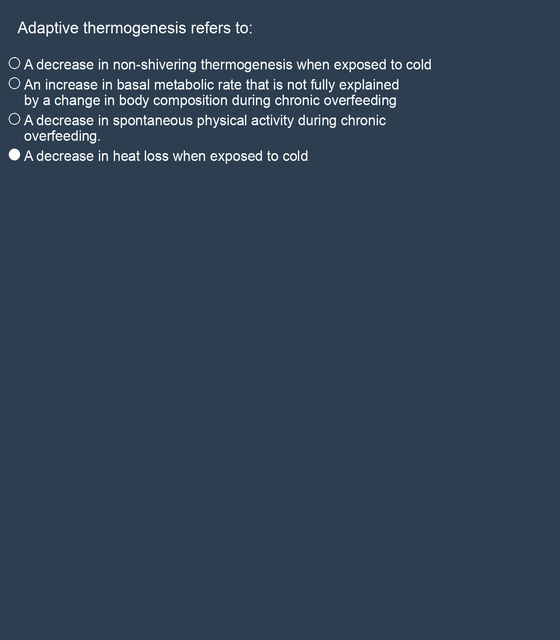 Adaptive thermogenesis refers to:
A decrease in non-shivering thermogenesis when exposed to cold
An increase in basal metabolic rate that is not fully explained
by a change in body composition during chronic overfeeding
A decrease in spontaneous physical activity during chronic
overfeeding.
A decrease in heat loss when exposed to cold